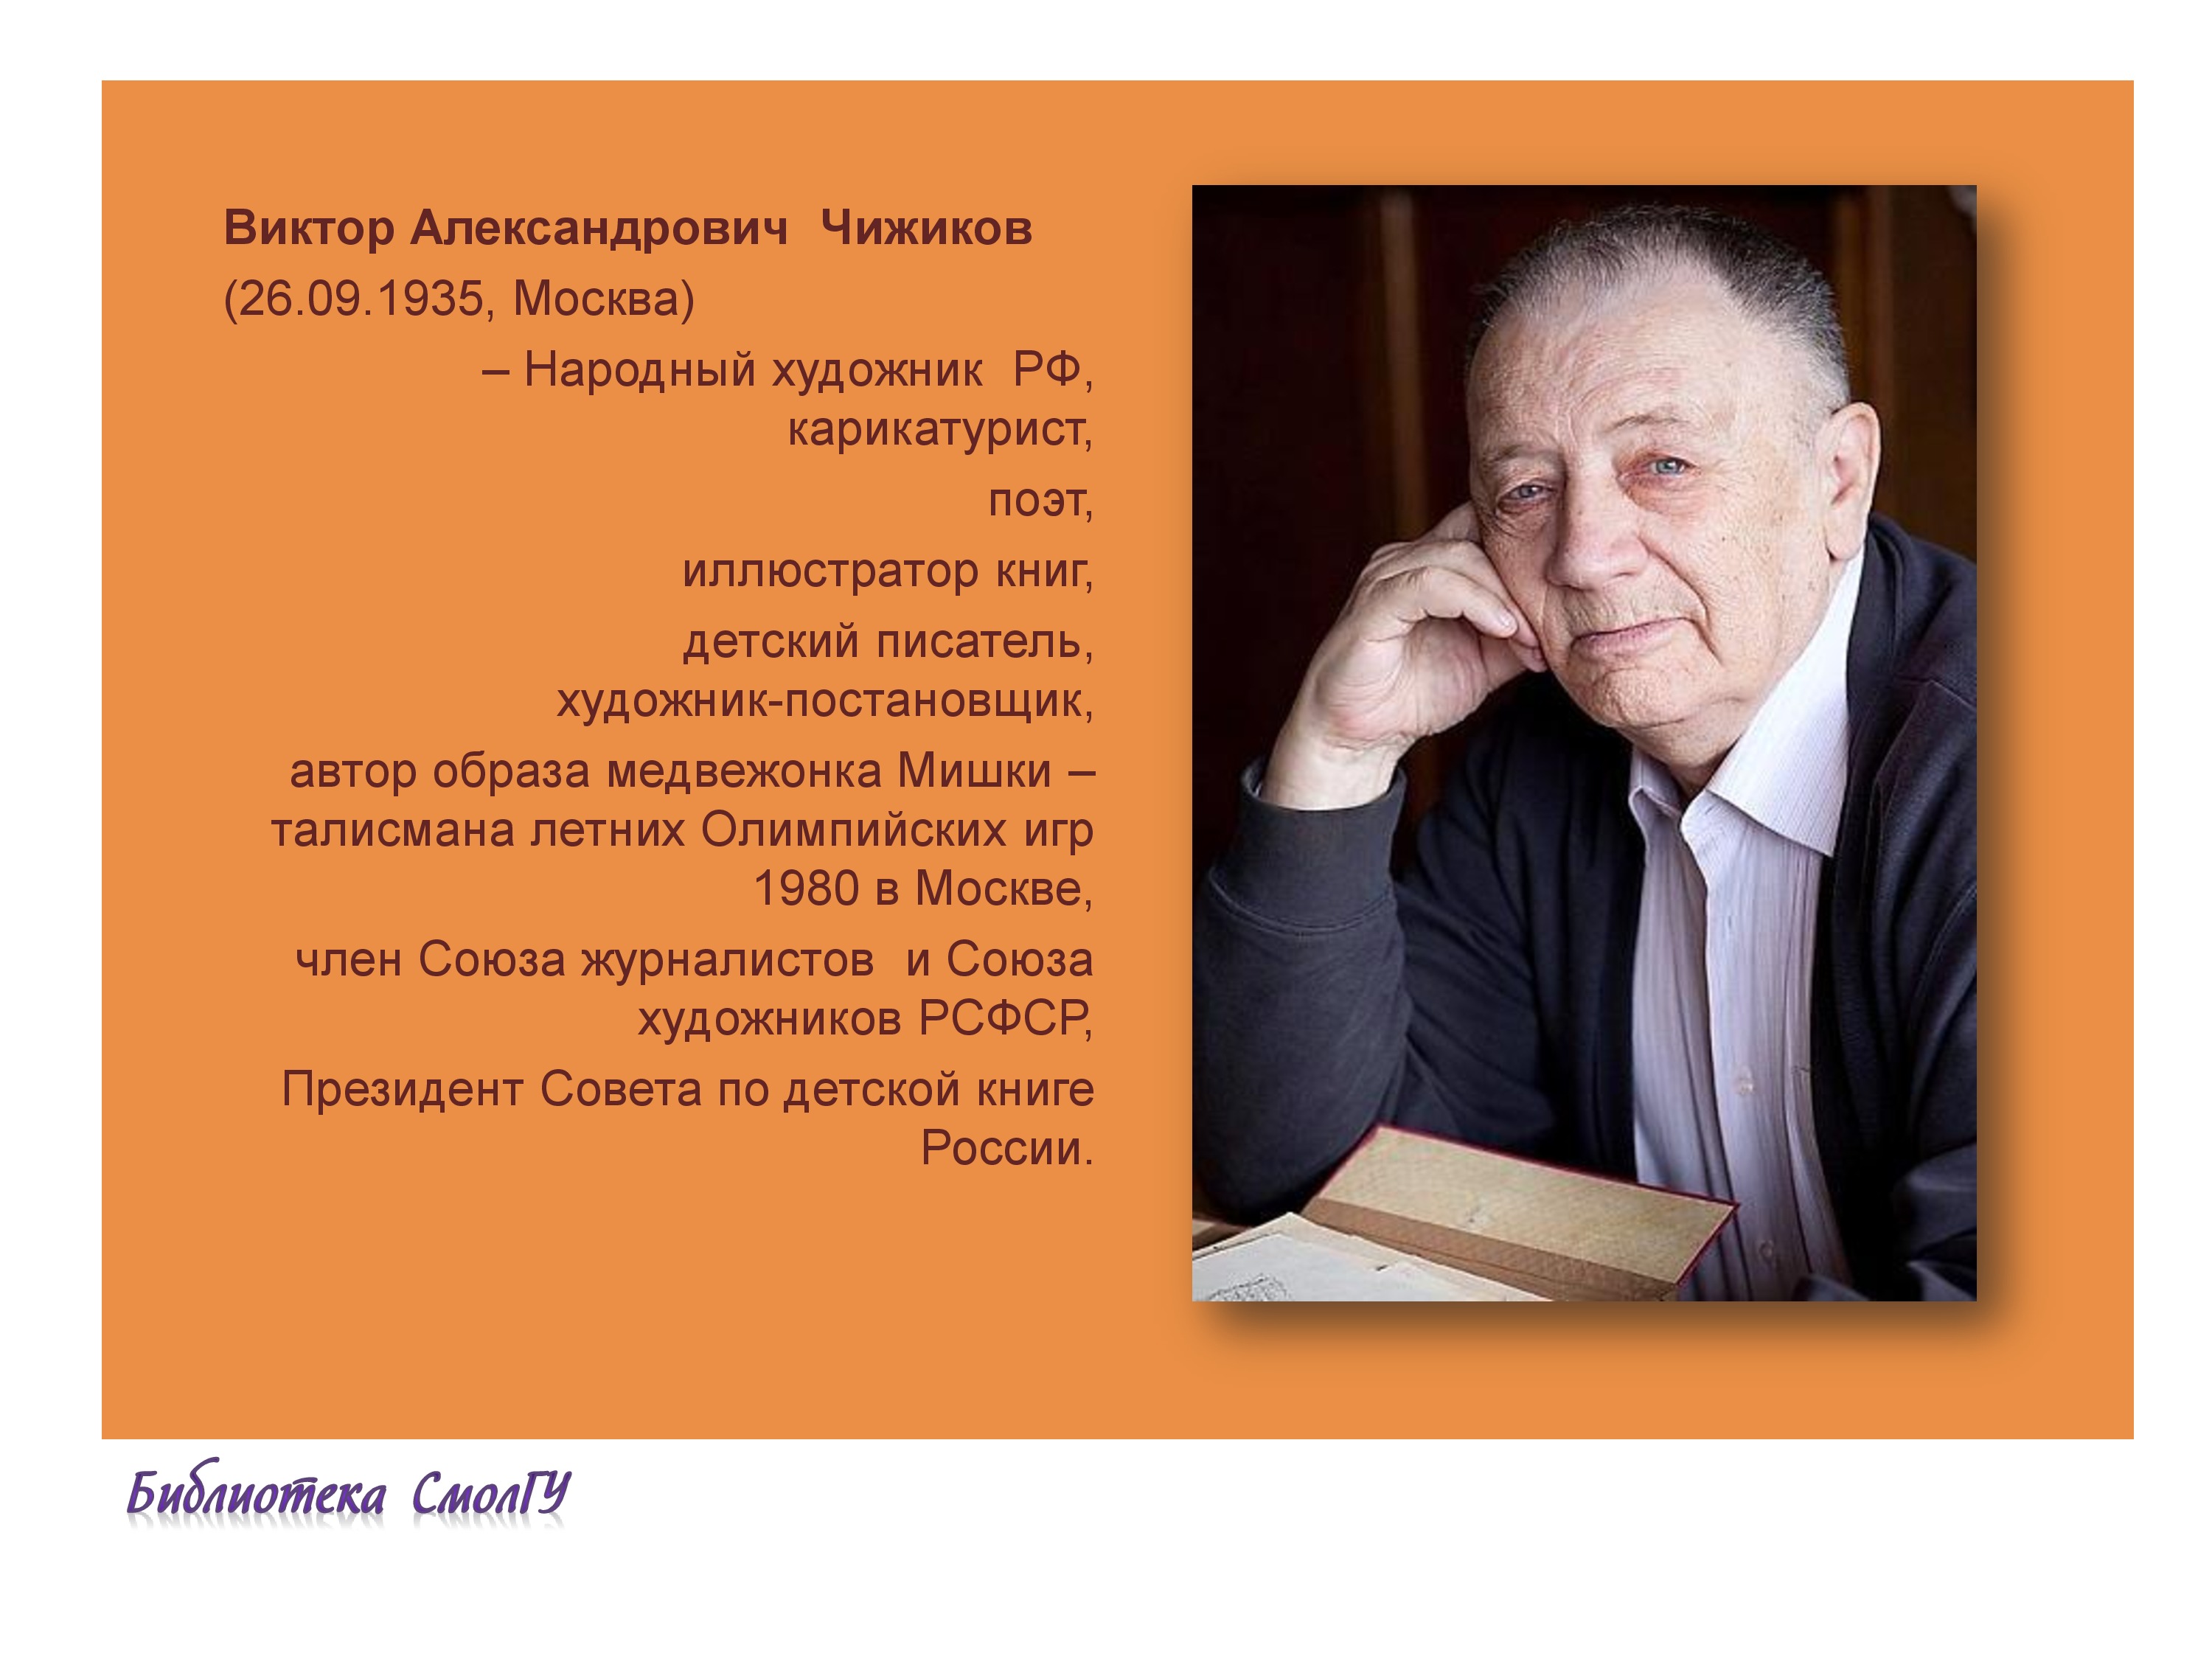 Виктор Александрович Чижиков
(26.09.1935, Москва)
– Народный художник РФ,
карикатурист,
поэт,
иллюстратор книг,
детский писатель,
художник-постановщик,
автор образа медвежонка Мишки –
талисмана летних Олимпийских игр
1980 в Москве,
член Союза журналистов и Союза
художников РСФСР,
Президент Совета по детской книге
России.
Библиотека СмолГУ